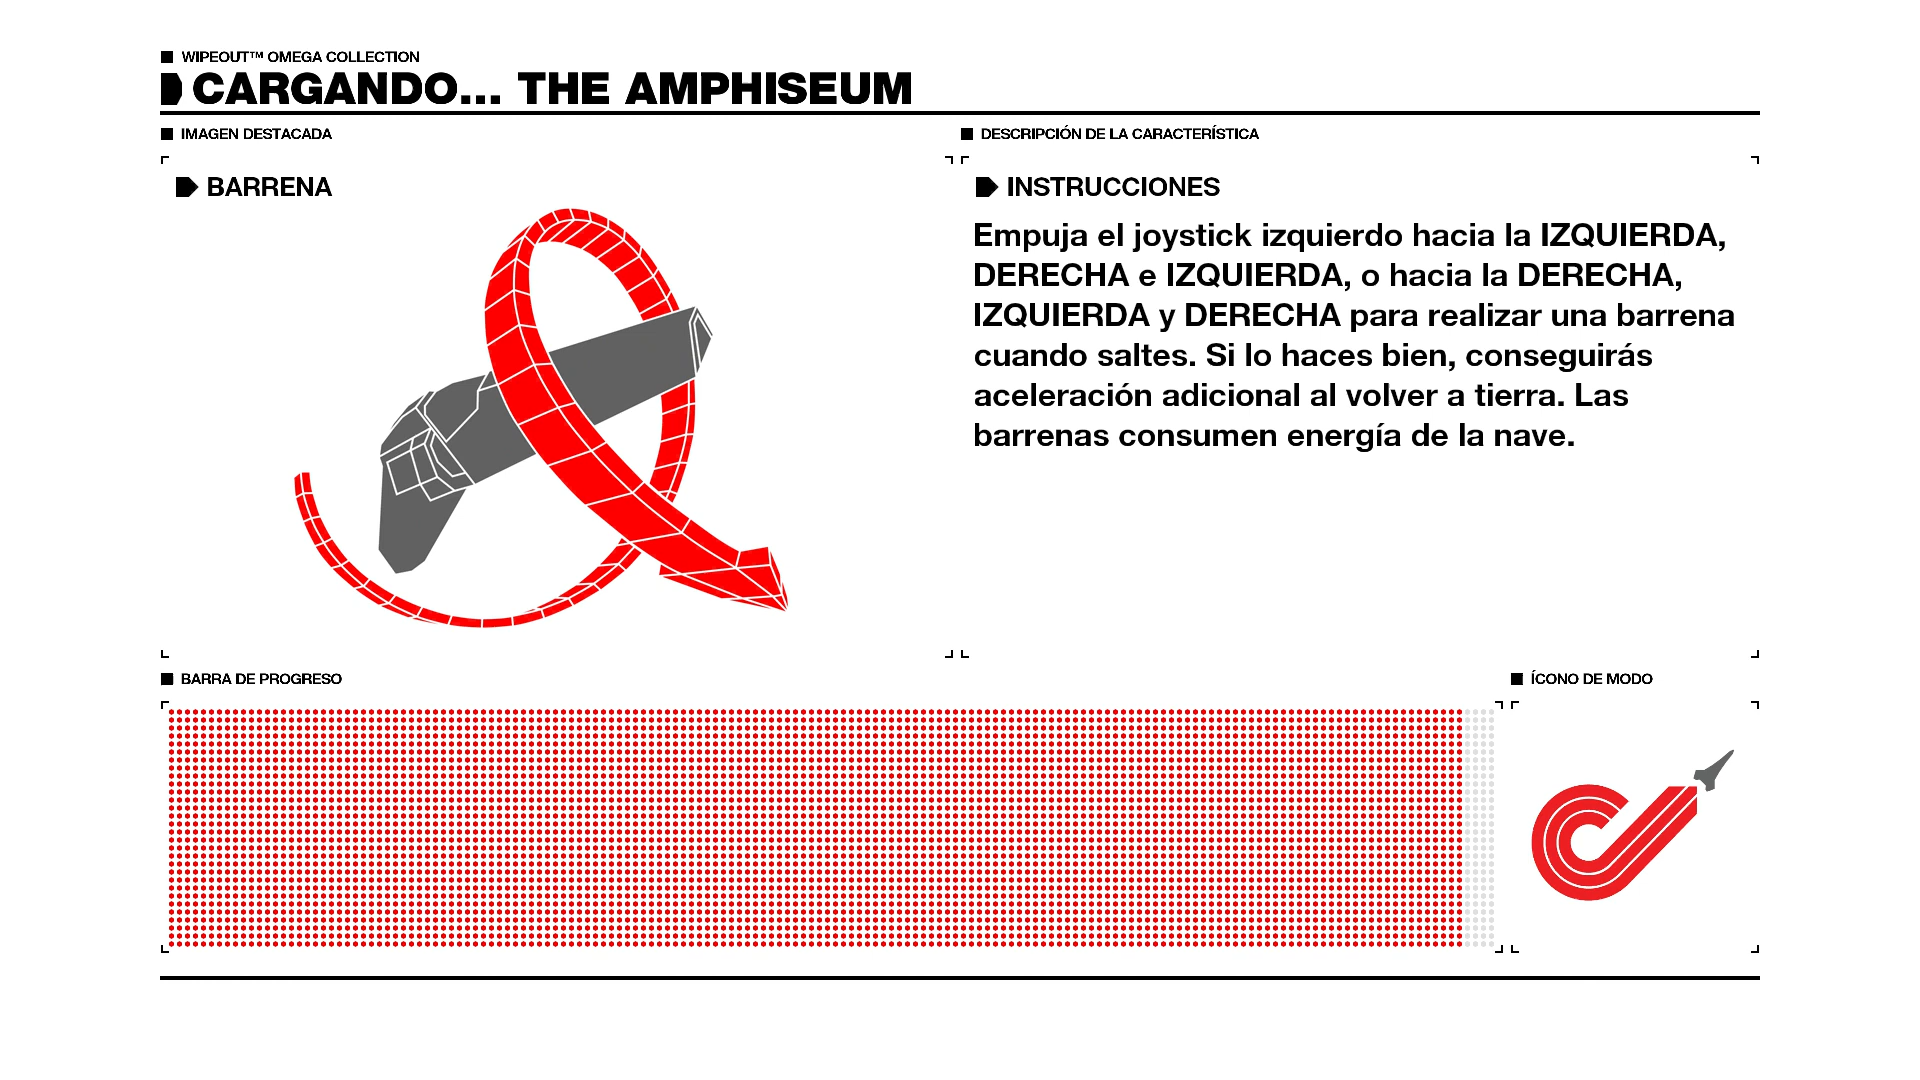 WIPEOUT™ OMEGA COLLECTION
CARGANDO... THE AMPHISEUM
IMAGEN DESTACADA
BARRENA
DESCRIPCIÓN DE LA CARACTERÍSTICA
INSTRUCCIONES
Empuja el joystick izquierdo hacia la IZQUIERDA,
DERECHA e IZQUIERDA, o hacia la DERECHA,
IZQUIERDA y DERECHA para realizar una barrena
cuando saltes. Si lo haces bien, conseguirás
aceleración adicional al volver a tierra. Las
barrenas consumen energía de la nave.
BARRA DE PROGRESO
ÍCONO DE MODO